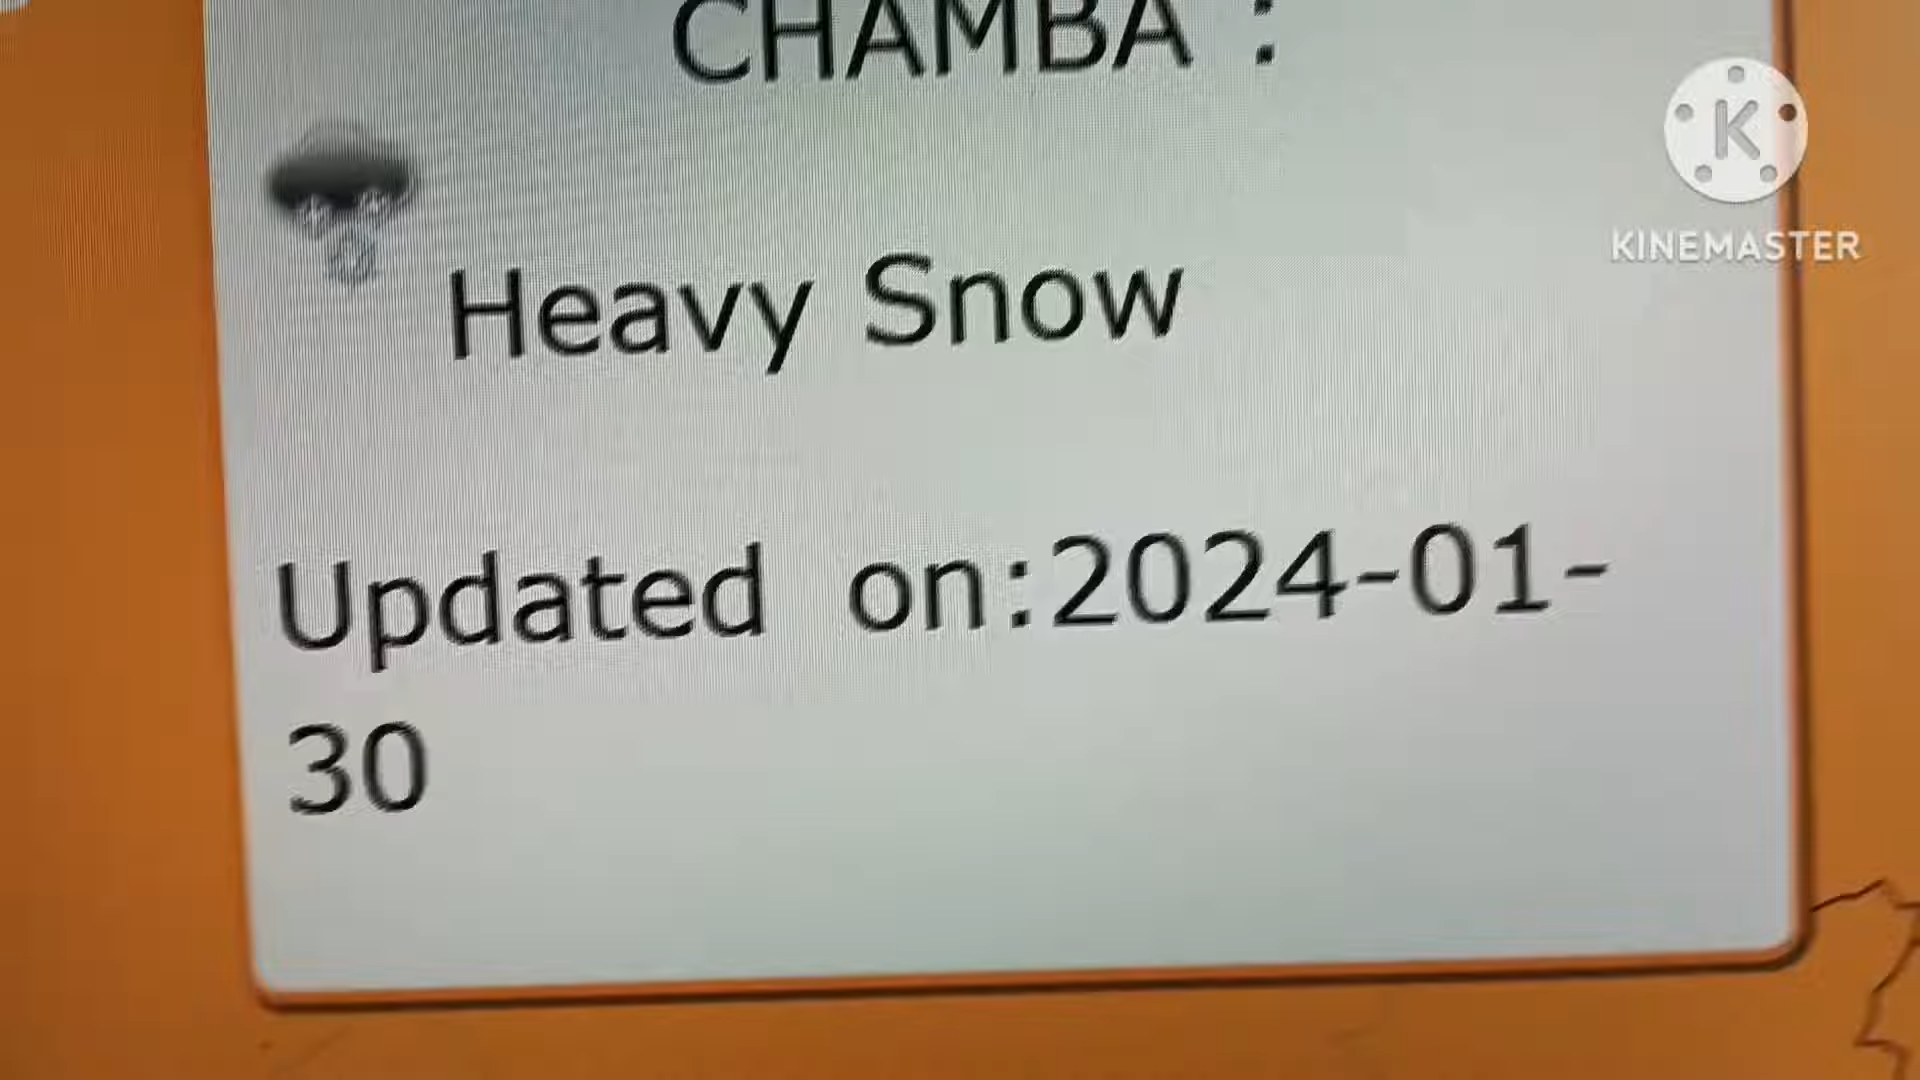 CHAMBA :
Heavy Snow
Updated on:2024-01-
30
K
KINEMASTER